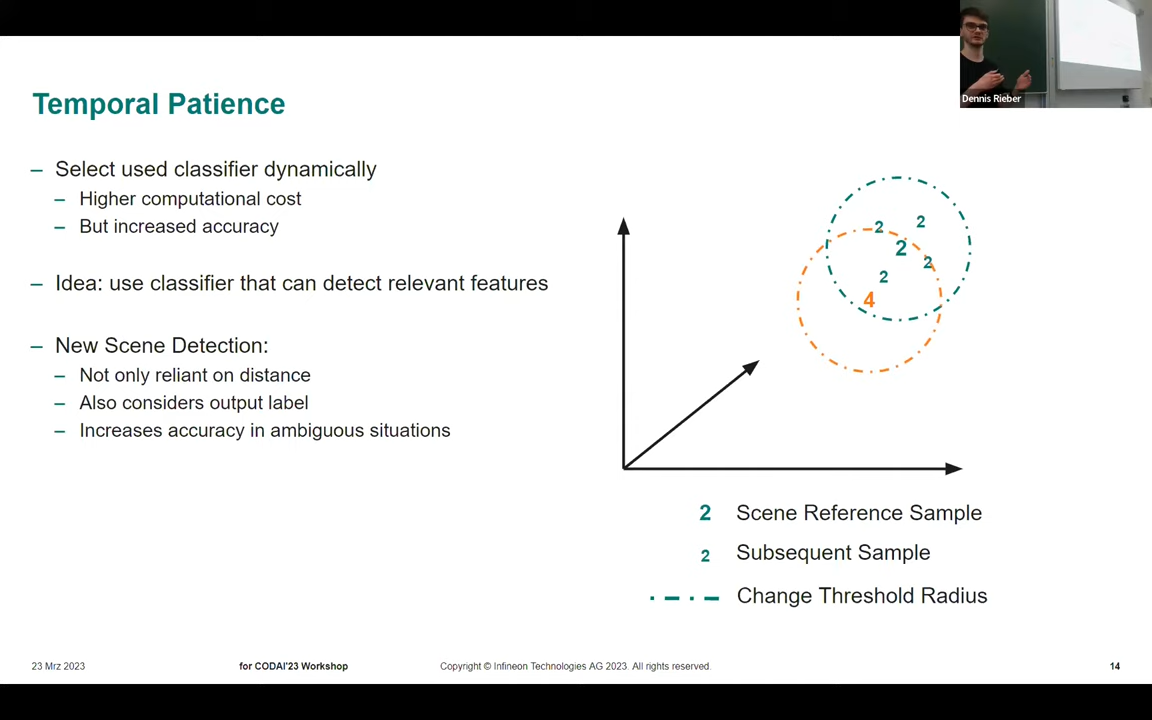 Dennis Rieber
Temporal Patience
– Select used classifier dynamically
– Higher computational cost
– But increased accuracy
– Idea: use classifier that can detect relevant features
– New Scene Detection:
– Not only reliant on distance
– Also considers output label
– Increases accuracy in ambiguous situations
2
2
2
2
2
4
2 Scene Reference Sample
2 Subsequent Sample
Change Threshold Radius
23 Mrz 2023
for CODAI'23 Workshop
Copyright © Infineon Technologies AG 2023. All rights reserved.
14